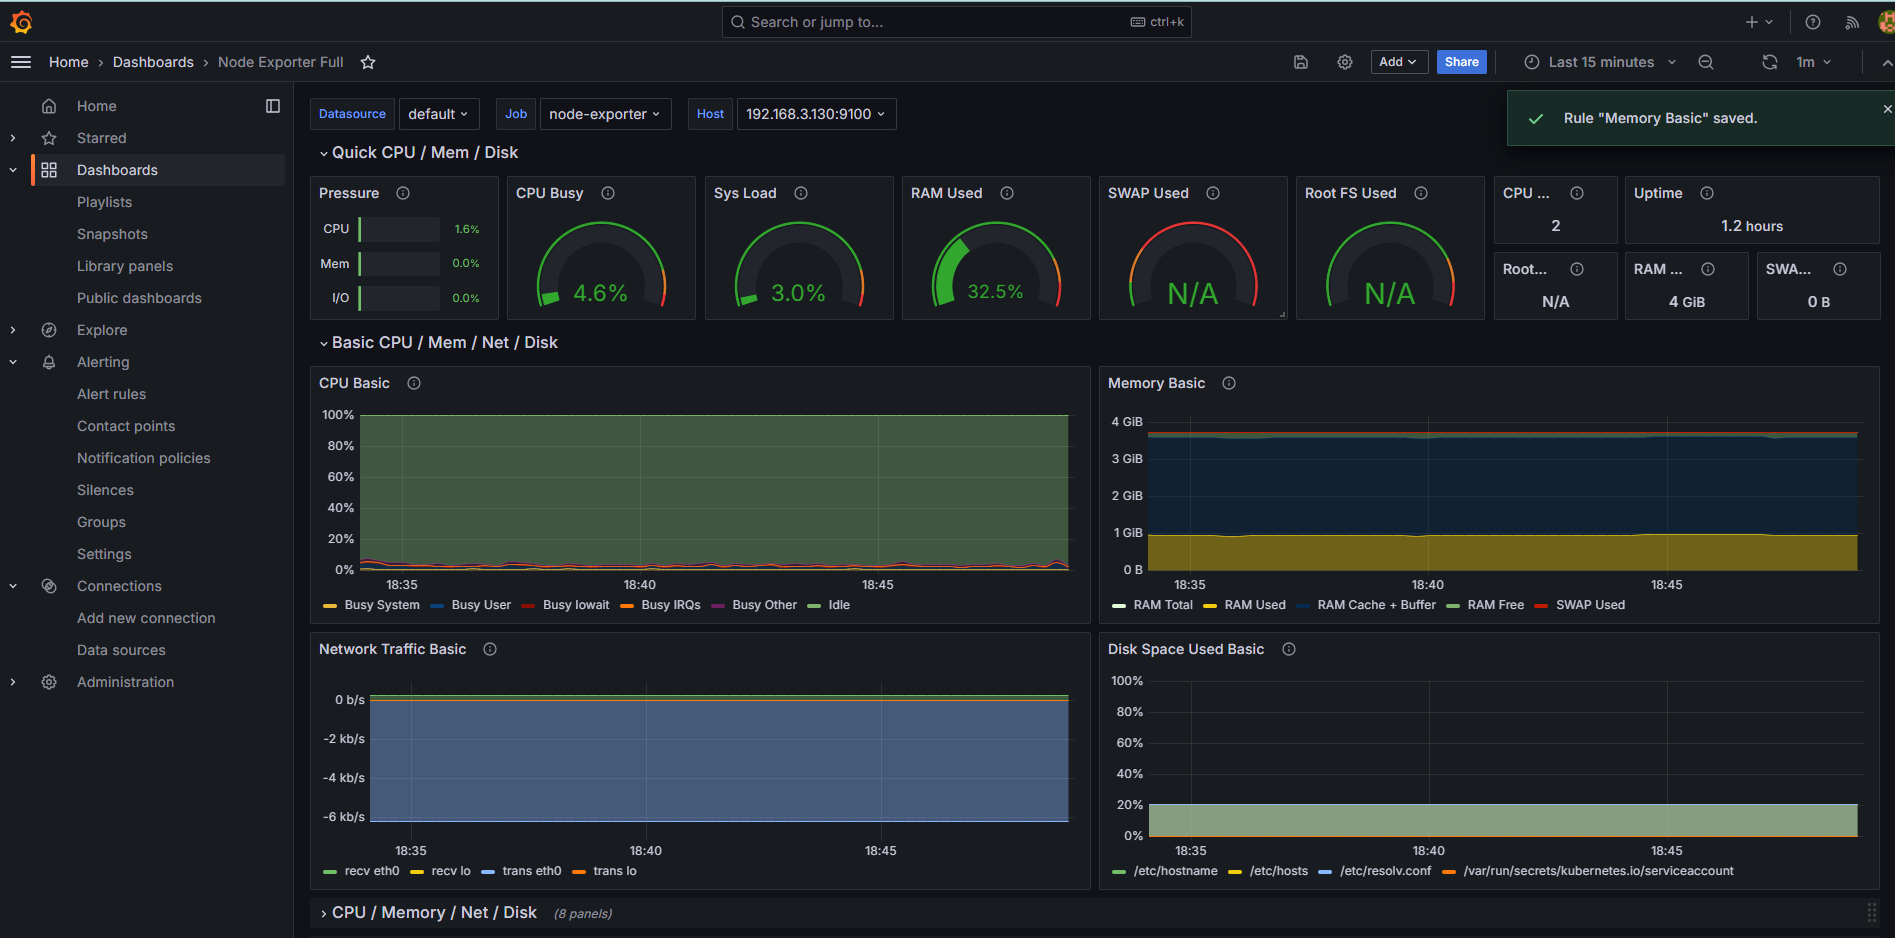 Search or jump to... ctrl+k
Home › Dashboards › Node Exporter Full
Add Share Last 15 minutes 1m
Home
Starred
Dashboards
Playlists
Snapshots
Library panels
Public dashboards
Explore
Alerting
Alert rules
Contact points
Notification policies
Silences
Groups
Settings
Connections
Add new connection
Data sources
Administration
Datasource default Job node-exporter Host 192.168.3.130:9100
Rule "Memory Basic" saved.
Quick CPU / Mem / Disk
Pressure
CPU 1.6%
Mem 0.0%
I/O 0.0%
CPU Busy
4.6%
Sys Load
3.0%
RAM Used
32.5%
SWAP Used
N/A
Root FS Used
N/A
CPU ...
2
Uptime
1.2 hours
Root...
N/A
RAM ...
4 GiB
SWA...
0 B
Basic CPU / Mem / Net / Disk
CPU Basic
100%
80%
60%
40%
20%
0%
18:35 18:40 18:45
Busy System Busy User Busy Iowait Busy IRQs Busy Other Idle
Memory Basic
4 GiB
3 GiB
2 GiB
1 GiB
0 B
18:35 18:40 18:45
RAM Total RAM Used RAM Cache + Buffer RAM Free SWAP Used
Network Traffic Basic
0 b/s
-2 kb/s
-4 kb/s
-6 kb/s
18:35 18:40 18:45
recv eth0 recv lo trans eth0 trans lo
Disk Space Used Basic
100%
80%
60%
40%
20%
0%
18:35 18:40 18:45
/etc/hostname /etc/hosts /etc/resolv.conf /var/run/secrets/kubernetes.io/serviceaccount
CPU / Memory / Net / Disk (8 panels)